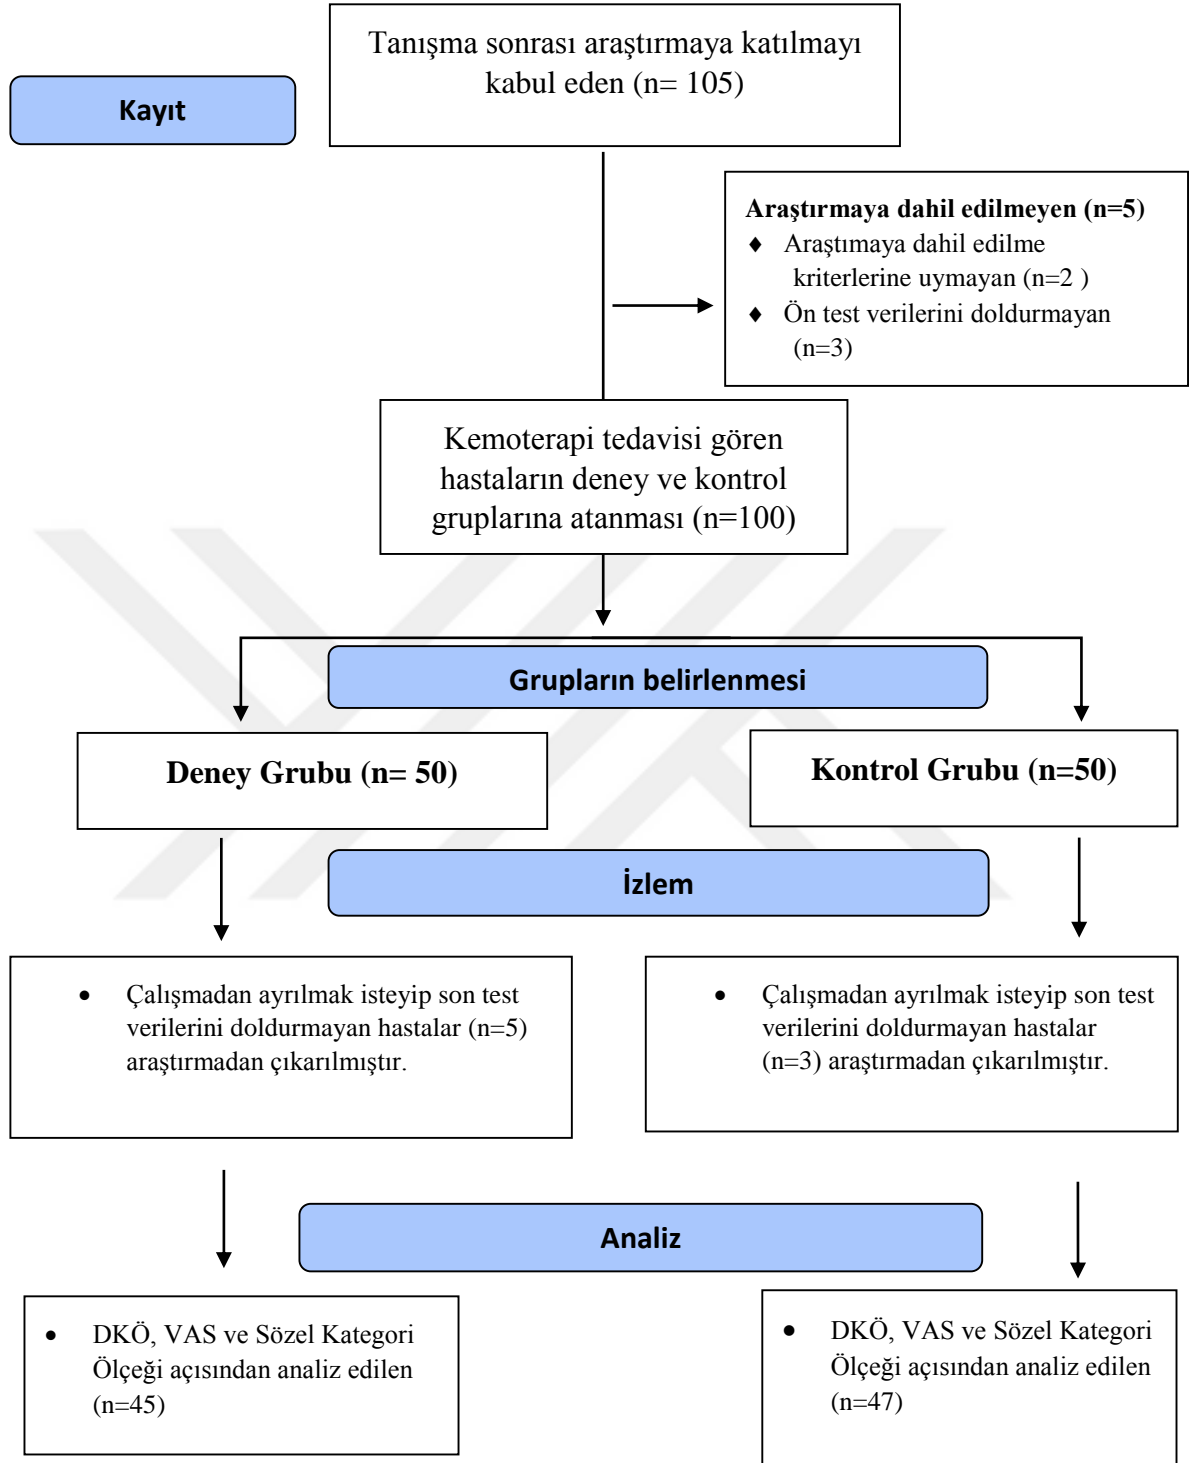 Tanışma sonrası araştırmaya katılmayı
kabul eden (n= 105)
Kayıt
Araştırmaya dahil edilmeyen (n=5)
♦ Araştımaya dahil edilme
kriterlerine uymayan (n=2 )
♦ Ön test verilerini doldurmayan
(n=3)
Kemoterapi tedavisi gören
hastaların deney ve kontrol
gruplarına atanması (n=100)
Grupların belirlenmesi
Deney Grubu (n= 50)
Kontrol Grubu (n=50)
İzlem
• Çalışmadan ayrılmak isteyip son test
verilerini doldurmayan hastalar (n=5)
araştırmadan çıkarılmıştır.
• Çalışmadan ayrılmak isteyip son test
verilerini doldurmayan hastalar
(n=3) araştırmadan çıkarılmıştır.
Analiz
• DKÖ, VAS ve Sözel Kategori
Ölçeği açısından analiz edilen
(n=45)
• DKÖ, VAS ve Sözel Kategori
Ölçeği açısından analiz edilen
(n=47)